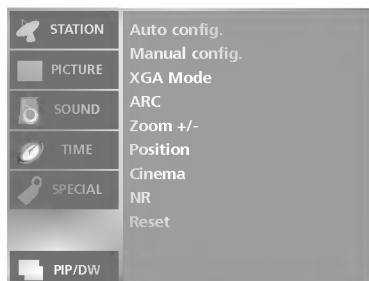 STATION
PICTURE
SOUND
TIME
SPECIAL
PIP/DW
Auto config.
Manual config.
XGA Mode
ARC
Zoom +/-
Position
Cinema
NR
Reset